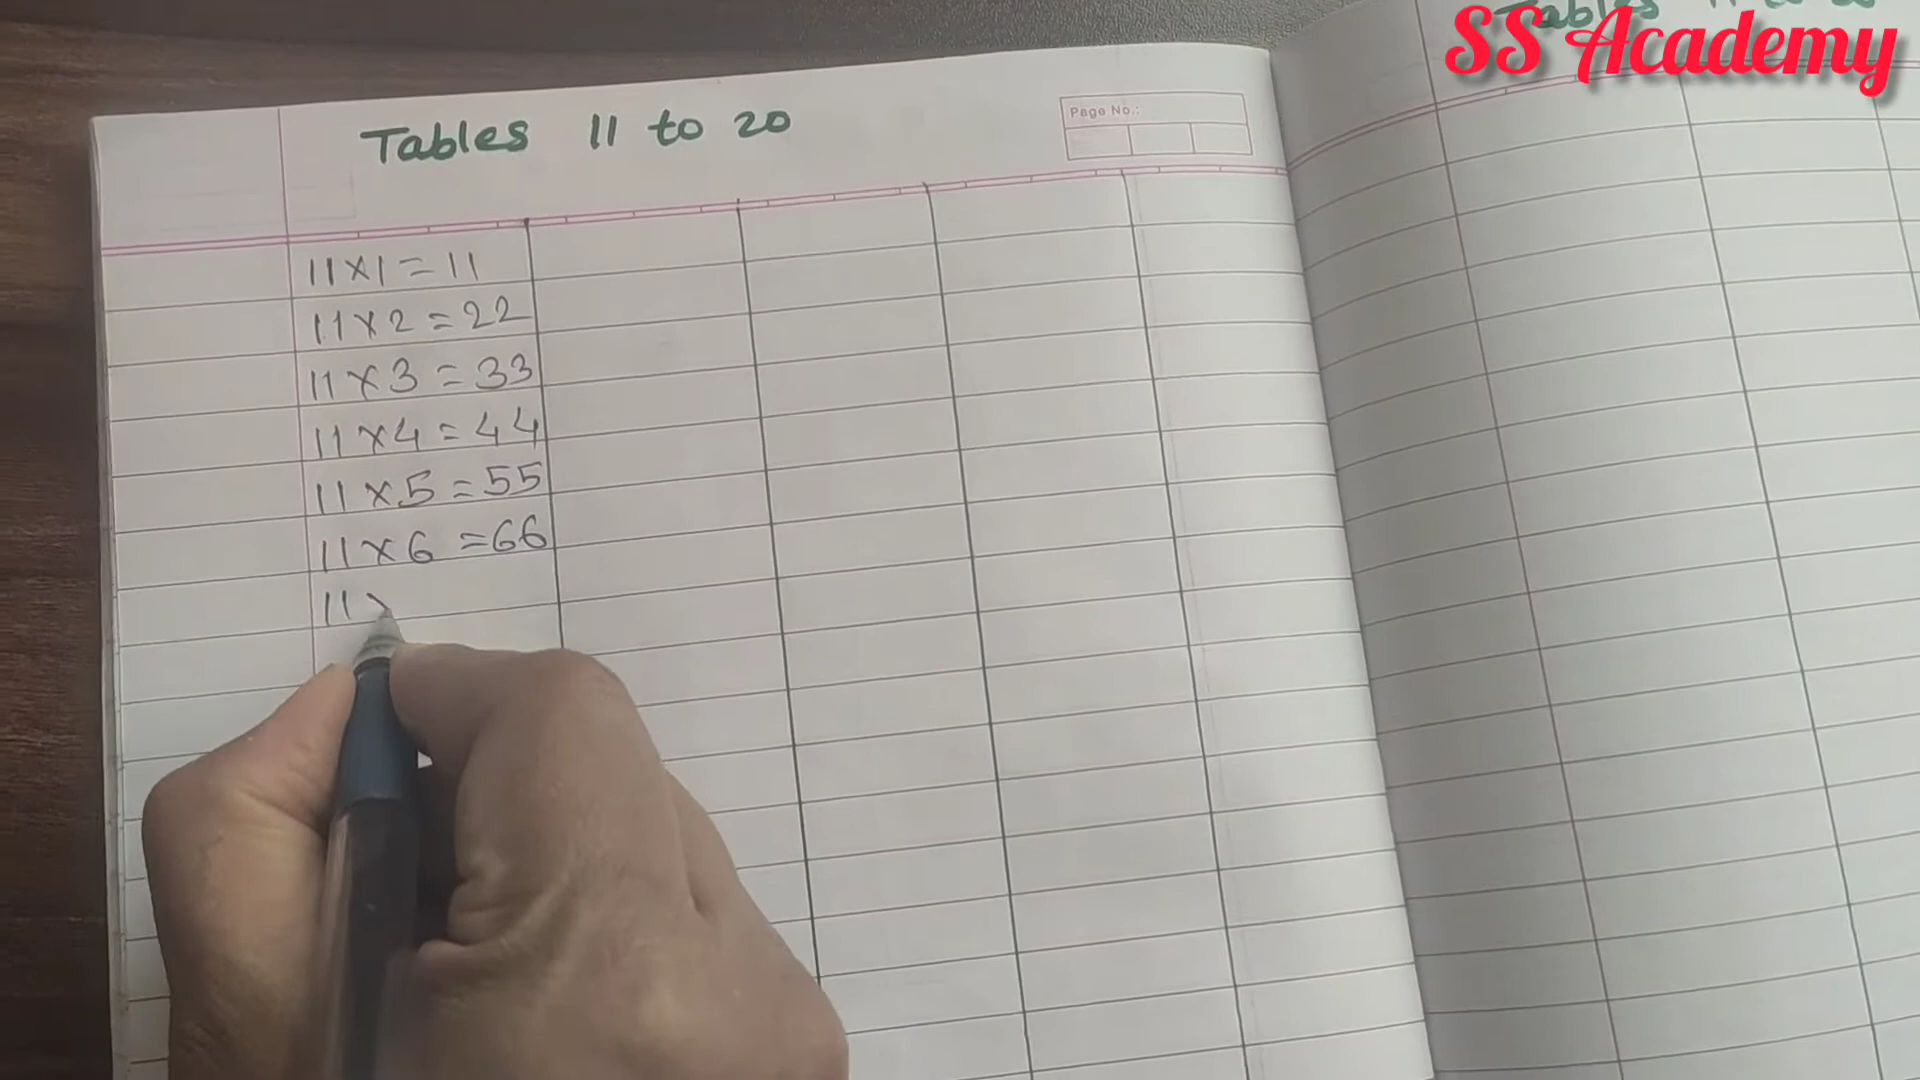 SS Academy
Tables 11 to 20
Page No.:
11×1=11
11×2=22
11×3=33
11×4=44
11×5=55
11×6=66
11